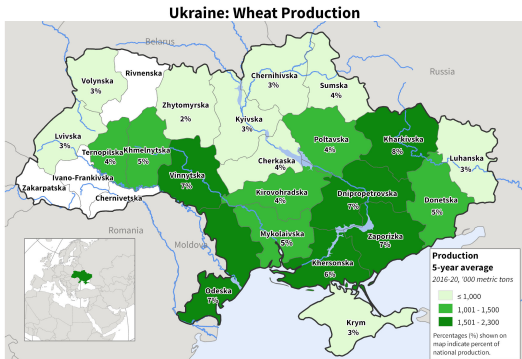 Ukraine: Wheat Production
Belarus
Russia
Romania
Moldova
Volynska
3%
Rivnenska
Zhytomyrska
2%
Chernihivska
3%
Sumska
4%
Kyivska
3%
Lvivska
3%
Ternopilska
4%
Khmelnytska
5%
Ivano-Frankivska
Zakarpatska
Chernivetska
Vinnytska
7%
Cherkaska
4%
Poltavska
4%
Kharkivska
8%
Luhanska
3%
Kirovohradska
4%
Dnipropetrovska
7%
Donetska
5%
Mykolaivska
5%
Zaporizka
7%
Khersonska
6%
Odeska
7%
Krym
3%
Production
5-year average
2016-20, '000 metric tons
≤ 1,000
1,001 - 1,500
1,501 - 2,300
Percentages (%) shown on
map indicate percent of
national production.